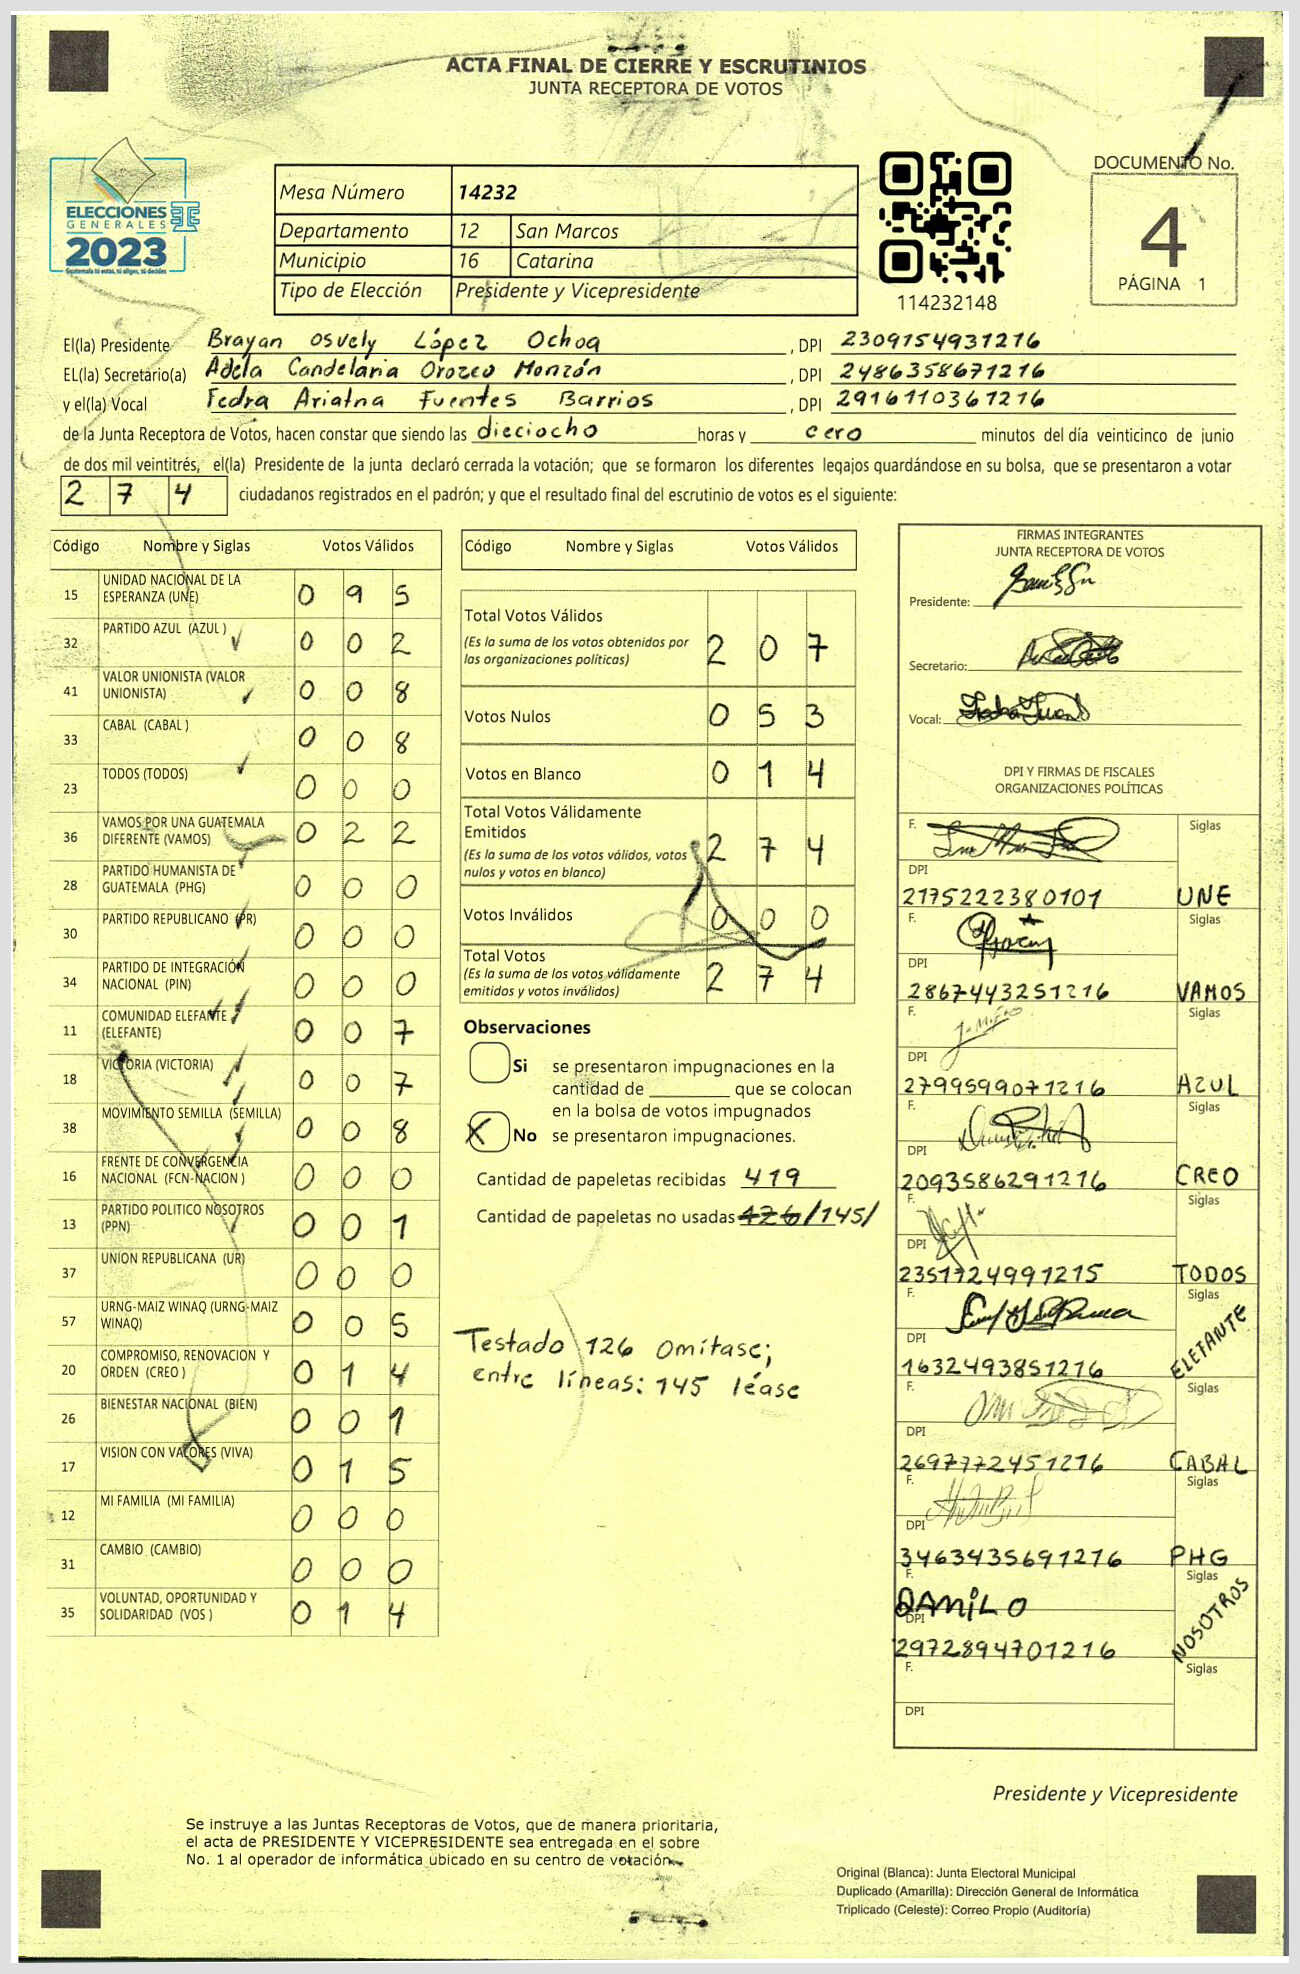 ACTA FINAL DE CIERRE Y ESCRUTINIOS
JUNTA RECEPTORA DE VOTOS
ELECCIONES
GENERALES
2023
Guatemala tú votas, tú eliges, tú decides
Mesa Número 14232
Departamento 12 San Marcos
Municipio 16 Catarina
Tipo de Elección Presidente y Vicepresidente
114232148
DOCUMENTO No.
4
PÁGINA 1
El(la) Presidente Brayan Osvely López Ochoa , DPI 2309154931216
EL(la) Secretario(a) Adela Candelaria Orozco Monzón , DPI 2486358671216
y el(la) Vocal Fedra Ariatna Fuentes Barrios , DPI 2916110361216
de la Junta Receptora de Votos, hacen constar que siendo las dieciocho horas y cero minutos del día veinticinco de junio
de dos mil veintitrés, el(la) Presidente de la junta declaró cerrada la votación; que se formaron los diferentes legajos quardándose en su bolsa, que se presentaron a votar
2 7 4 ciudadanos registrados en el padrón; y que el resultado final del escrutinio de votos es el siguiente:
Código Nombre y Siglas Votos Válidos
15 UNIDAD NACIONAL DE LA
ESPERANZA (UNE) 0 9 5
32 PARTIDO AZUL (AZUL ) 0 0 2
41 VALOR UNIONISTA (VALOR
UNIONISTA) 0 0 8
33 CABAL (CABAL ) 0 0 8
23 TODOS (TODOS) 0 0 0
36 VAMOS POR UNA GUATEMALA
DIFERENTE (VAMOS) 0 2 2
28 PARTIDO HUMANISTA DE
GUATEMALA (PHG) 0 0 0
30 PARTIDO REPUBLICANO (PR) 0 0 0
34 PARTIDO DE INTEGRACIÓN
NACIONAL (PIN) 0 0 0
11 COMUNIDAD ELEFANTE
(ELEFANTE) 0 0 7
18 VICTORIA (VICTORIA) 0 0 7
38 MOVIMIENTO SEMILLA (SEMILLA) 0 0 8
16 FRENTE DE CONVERGENCIA
NACIONAL (FCN-NACION ) 0 0 0
13 PARTIDO POLITICO NOSOTROS
(PPN) 0 0 1
37 UNION REPUBLICANA (UR) 0 0 0
57 URNG-MAIZ WINAQ (URNG-MAIZ
WINAQ) 0 0 5
20 COMPROMISO, RENOVACION Y
ORDEN (CREO ) 0 1 4
26 BIENESTAR NACIONAL (BIEN) 0 0 1
17 VISION CON VALORES (VIVA) 0 1 5
12 MI FAMILIA (MI FAMILIA) 0 0 0
31 CAMBIO (CAMBIO) 0 0 0
35 VOLUNTAD, OPORTUNIDAD Y
SOLIDARIDAD (VOS ) 0 1 4
Código Nombre y Siglas Votos Válidos
Total Votos Válidos
(Es la suma de los votos obtenidos por
las organizaciones políticas) 2 0 7
Votos Nulos 0 5 3
Votos en Blanco 0 1 4
Total Votos Válidamente
Emitidos
(Es la suma de los votos válidos, votos
nulos y votos en blanco) 2 7 4
Votos Inválidos 0 0 0
Total Votos
(Es la suma de los votos válidamente
emitidos y votos inválidos) 2 7 4
Observaciones
Si se presentaron impugnaciones en la
cantidad de ________ que se colocan
en la bolsa de votos impugnados
X No se presentaron impugnaciones.
Cantidad de papeletas recibidas 419
Cantidad de papeletas no usadas 126 /145/
Testado 126 omítase;
entre líneas: 145 léase
FIRMAS INTEGRANTES
JUNTA RECEPTORA DE VOTOS
Presidente:
Secretario:
Vocal:
DPI Y FIRMAS DE FISCALES
ORGANIZACIONES POLÍTICAS
F. Siglas
DPI
2175222380101 UNE
F. Siglas
DPI
2867443251216 VAMOS
F. Siglas
DPI
2799599071216 AZUL
F. Siglas
DPI
2093586291216 CREO
F. Siglas
DPI
2351724991215 TODOS
F. Siglas
DPI
1632493851216 ELEFANTE
F. Siglas
DPI
2697772451216 CABAL
F. Siglas
DPI
3463435691216 PHG
F. Siglas
DANILO
DPI
2972894701216 NOSOTROS
F. Siglas
DPI
Presidente y Vicepresidente
Se instruye a las Juntas Receptoras de Votos, que de manera prioritaria,
el acta de PRESIDENTE Y VICEPRESIDENTE sea entregada en el sobre
No. 1 al operador de informática ubicado en su centro de votación.
Original (Blanca): Junta Electoral Municipal
Duplicado (Amarilla): Dirección General de Informática
Triplicado (Celeste): Correo Propio (Auditoría)